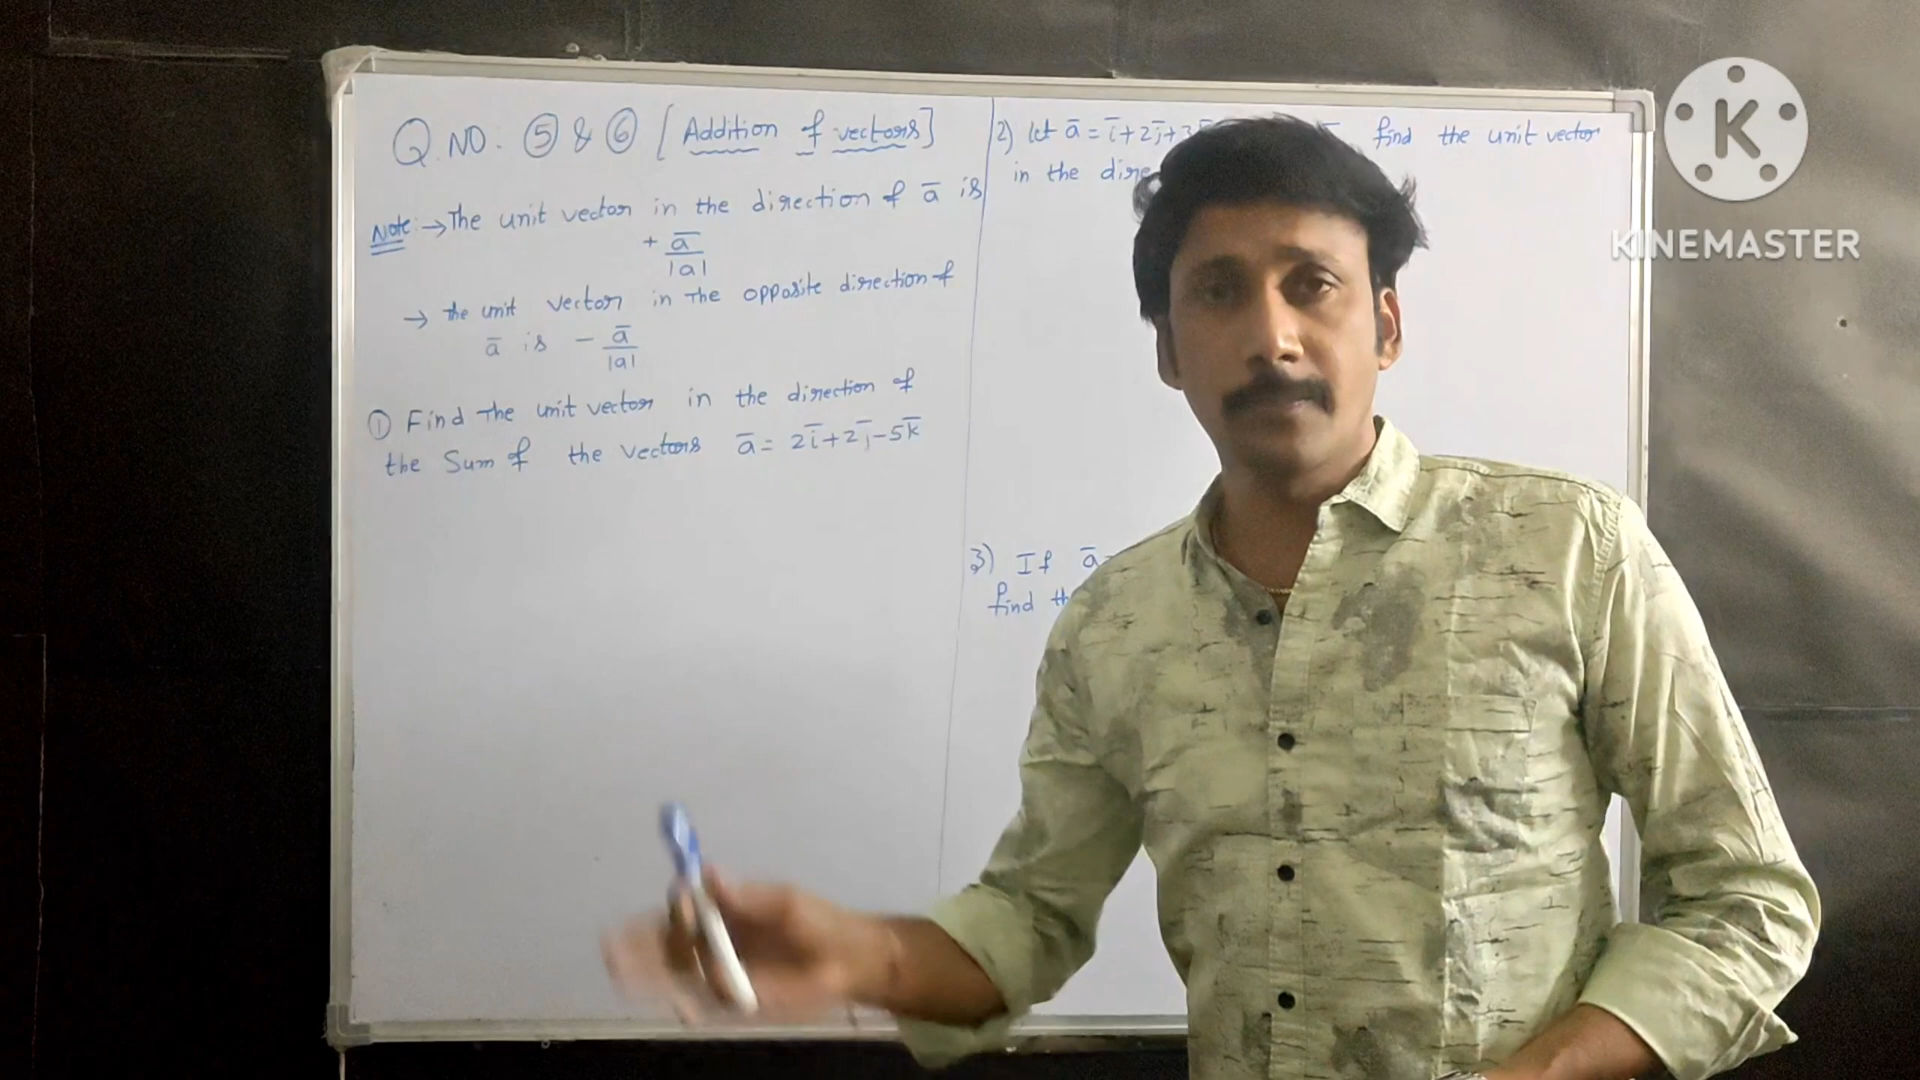 Q. NO: ⑤ & ⑥ [Addition of vectors]
Note: → The unit vector in the direction of a̅ is
+ a̅
|a|
→ the unit vector in the opposite direction of
a̅ is - a̅
|a|
① Find the unit vector in the direction of
the Sum of the vectors a̅ = 2i̅+2j̅-5k̅
2) let a̅ = i̅+2j̅+3 find the unit vector
in the dire
3) If a̅
find th
K
KINEMASTER